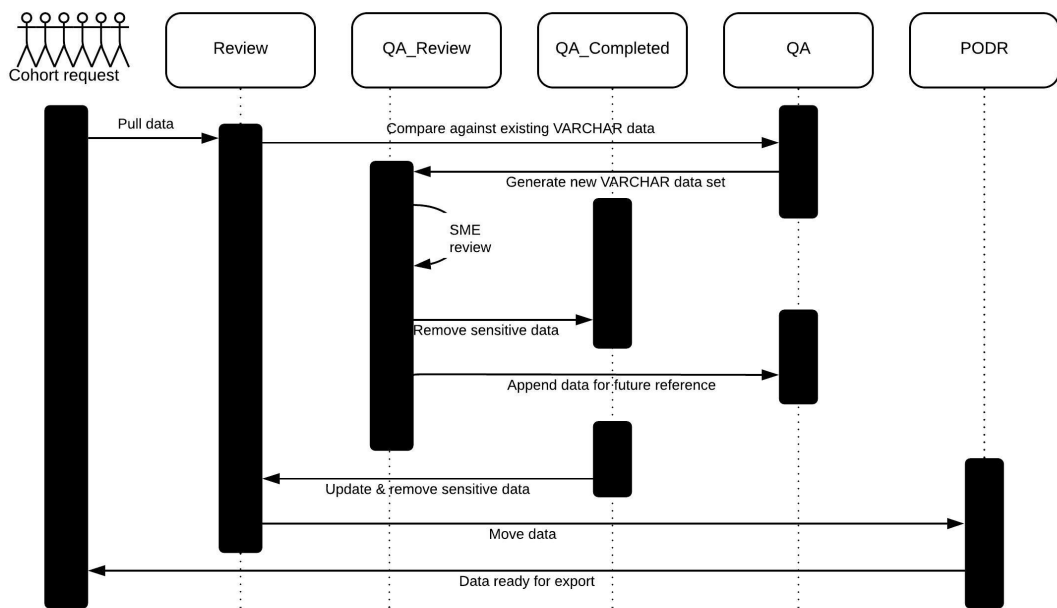 Cohort request
Review
QA_Review
QA_Completed
QA
PODR
Pull data
Compare against existing VARCHAR data
Generate new VARCHAR data set
SME
review
Remove sensitive data
Append data for future reference
Update & remove sensitive data
Move data
Data ready for export